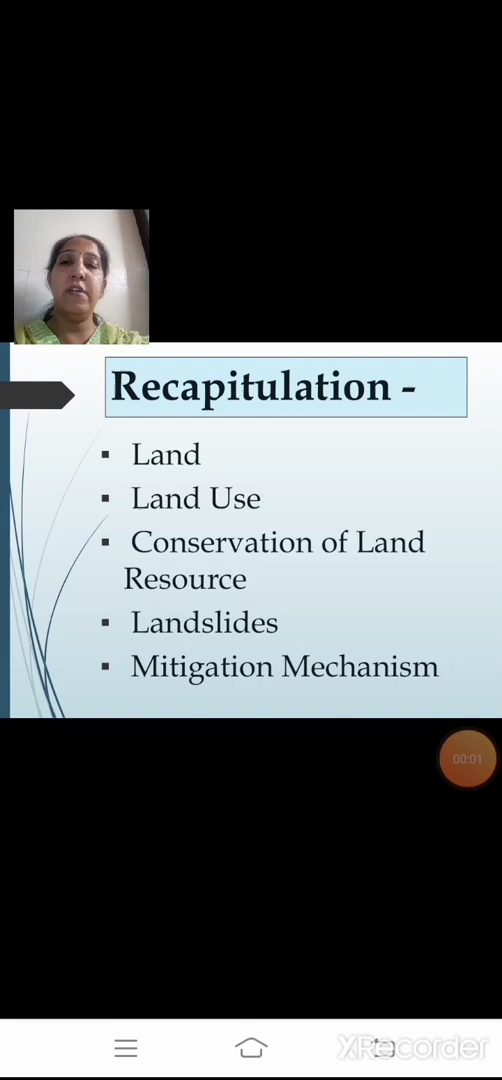 Recapitulation -
▪ Land
▪ Land Use
▪ Conservation of Land
Resource
▪ Landslides
▪ Mitigation Mechanism
00:01
XRecorder